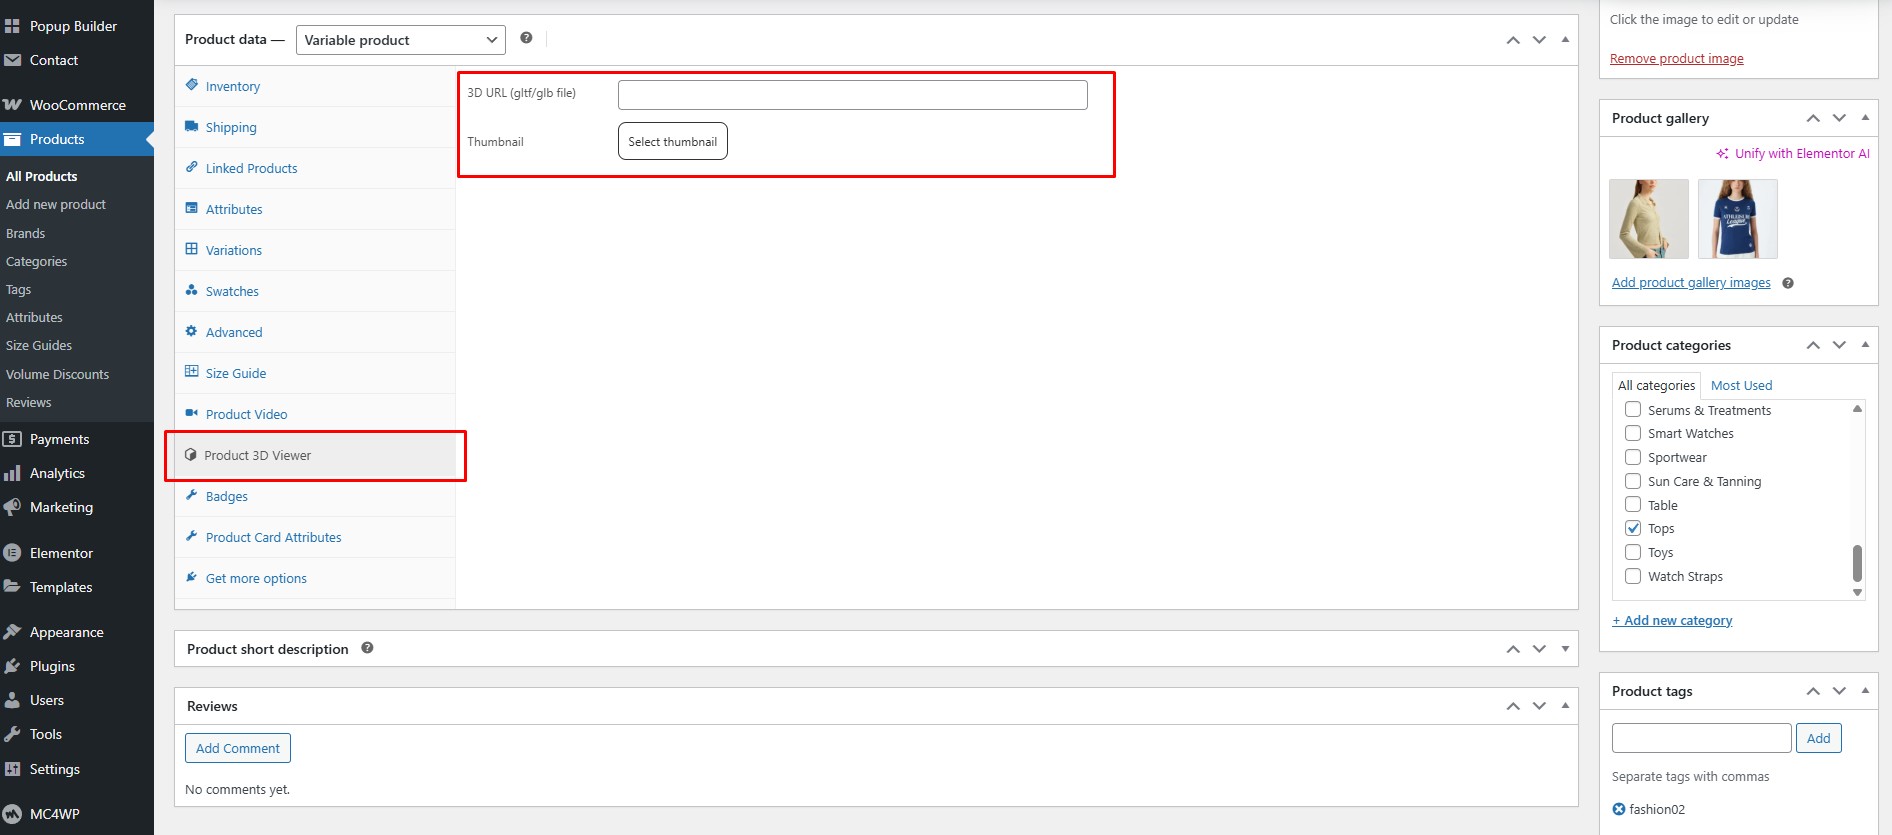 Popup Builder
Contact
WooCommerce
Products
All Products
Add new product
Brands
Categories
Tags
Attributes
Size Guides
Volume Discounts
Reviews
Payments
Analytics
Marketing
Elementor
Templates
Appearance
Plugins
Users
Tools
Settings
MC4WP
Product data —
Variable product
Inventory
Shipping
Linked Products
Attributes
Variations
Swatches
Advanced
Size Guide
Product Video
Product 3D Viewer
Badges
Product Card Attributes
Get more options
3D URL (gltf/glb file)
Thumbnail
Select thumbnail
Product short description
Reviews
Add Comment
No comments yet.
Click the image to edit or update
Remove product image
Product gallery
Unify with Elementor AI
Add product gallery images
Product categories
All categories
Most Used
Serums & Treatments
Smart Watches
Sportwear
Sun Care & Tanning
Table
Tops
Toys
Watch Straps
+ Add new category
Product tags
Add
Separate tags with commas
fashion02